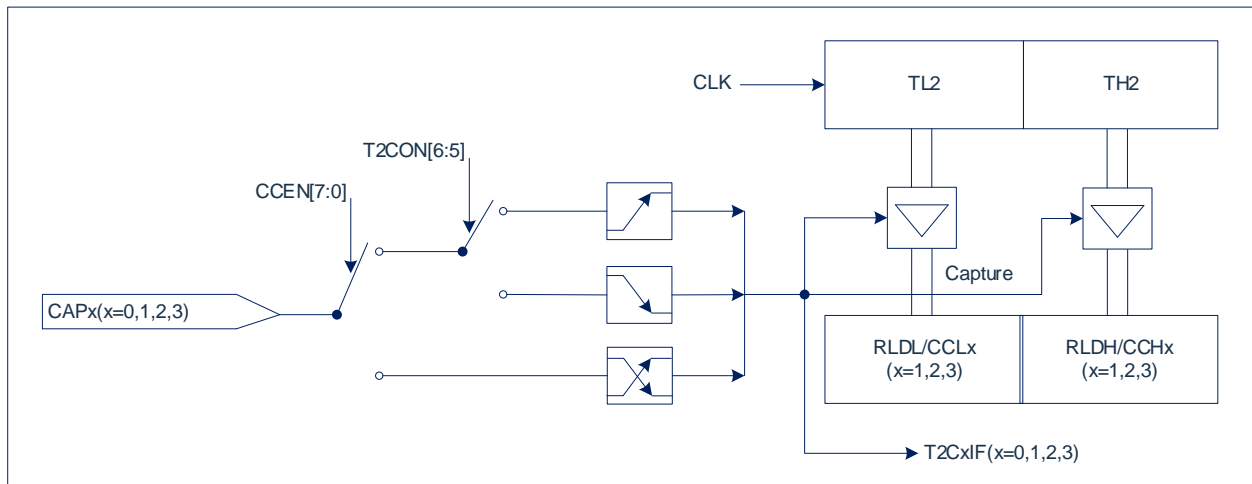 CLK
TL2
TH2
T2CON[6:5]
CCEN[7:0]
Capture
CAPx(x=0,1,2,3)
RLDL/CCLx
(x=1,2,3)
RLDH/CCHx
(x=1,2,3)
T2CxIF(x=0,1,2,3)